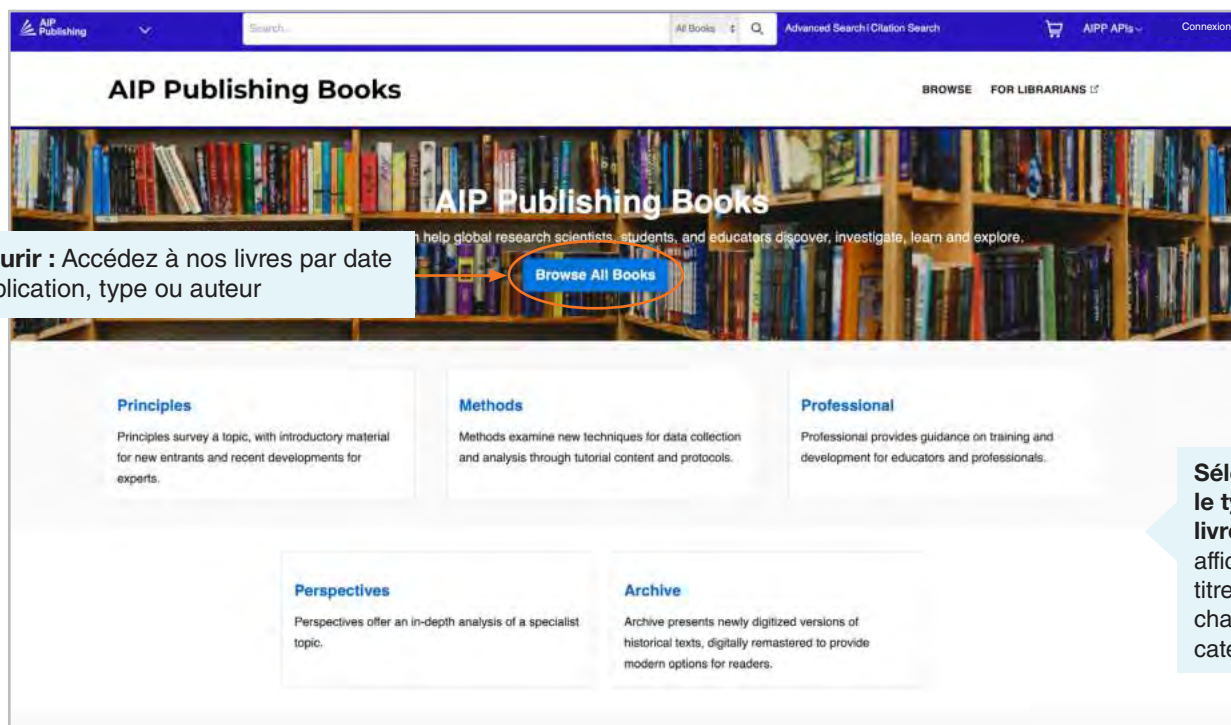 AIP
Publishing
Search...
All Books
Advanced Search | Citation Search
AIPP APIs
Connexion
AIP Publishing Books
BROWSE FOR LIBRARIANS
AIP Publishing Books
help global research scientists, students, and educators discover, investigate, learn and explore.
urir : Accédez à nos livres par date
plication, type ou auteur
Browse All Books
Principles
Principles survey a topic, with introductory material
for new entrants and recent developments for
experts.
Methods
Methods examine new techniques for data collection
and analysis through tutorial content and protocols.
Professional
Professional provides guidance on training and
development for educators and professionals.
Séle
le ty
livre
affic
titre
cha
caté
Perspectives
Perspectives offer an in-depth analysis of a specialist
topic.
Archive
Archive presents newly digitized versions of
historical texts, digitally remastered to provide
modern options for readers.